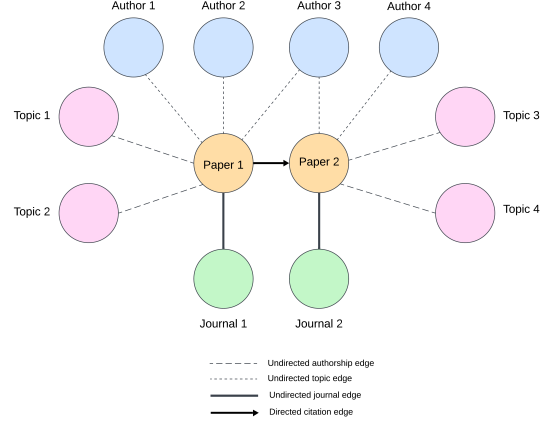 Author 1
Author 2
Author 3
Author 4
Topic 1
Topic 3
Paper 1
Paper 2
Topic 2
Topic 4
Journal 1
Journal 2
Undirected authorship edge
Undirected topic edge
Undirected journal edge
Directed citation edge